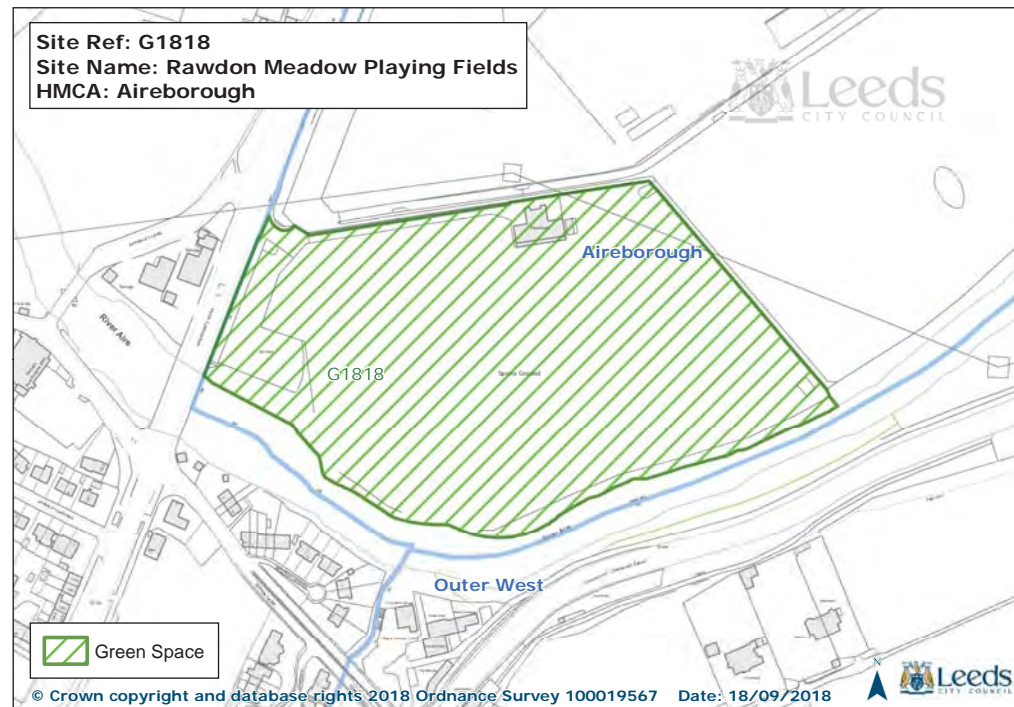 Site Ref: G1818
Site Name: Rawdon Meadow Playing Fields
HMCA: Aireborough
Leeds
CITY COUNCIL
Aireborough
River Aire
G1818
Sports Ground
Outer West
Green Space
© Crown copyright and database rights 2018 Ordnance Survey 100019567 Date: 18/09/2018
N
Leeds
CITY COUNCIL